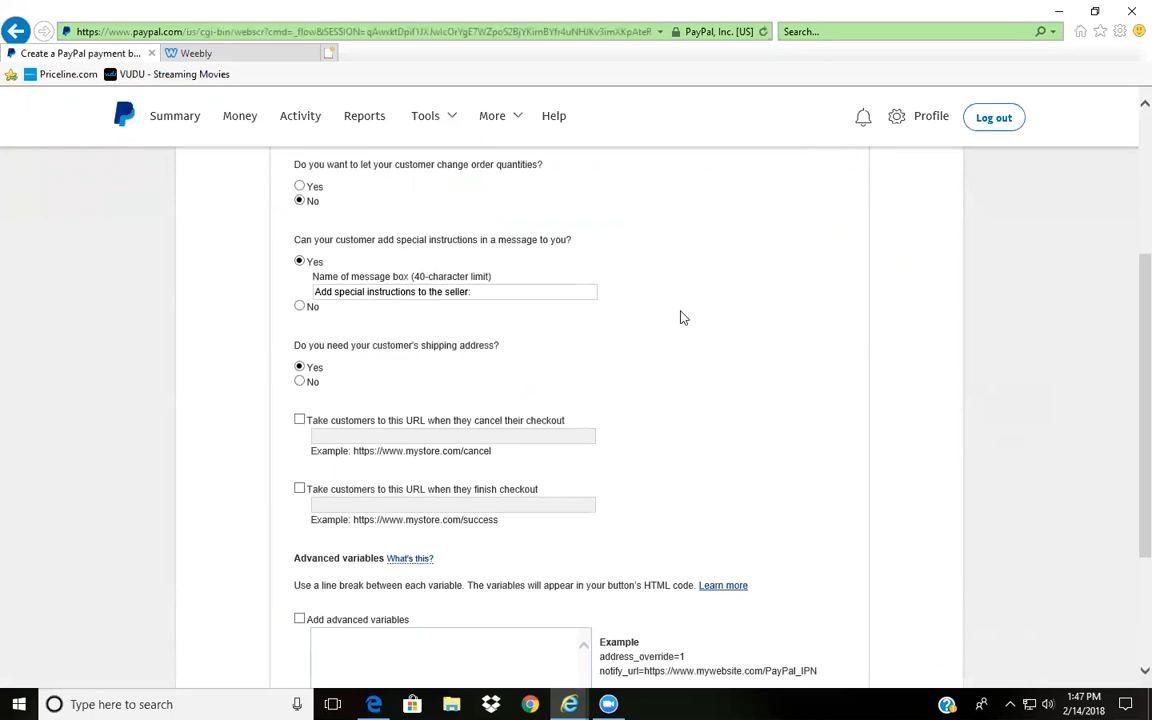 https://www.paypal.com/us/cgi-bin/webscr?cmd=_flow&SESSION=
PayPal, Inc. [US]
Search...
Create a PayPal payment b...
Weebly
Priceline.com
VUDU - Streaming Movies
Summary
Money
Activity
Reports
Tools
More
Help
Profile
Log out
Do you want to let your customer change order quantities?
Yes
No
Can your customer add special instructions in a message to you?
Yes
Name of message box (40-character limit)
Add special instructions to the seller:
No
Do you need your customer's shipping address?
Yes
No
Take customers to this URL when they cancel their checkout
Example: https://www.mystore.com/cancel
Take customers to this URL when they finish checkout
Example: https://www.mystore.com/success
Advanced variables What's this?
Use a line break between each variable. The variables will appear in your button's HTML code. Learn more
Add advanced variables
Example
address_override=1
notify_url=https://www.mywebsite.com/PayPal_IPN
Type here to search
1:47 PM
2/14/2018